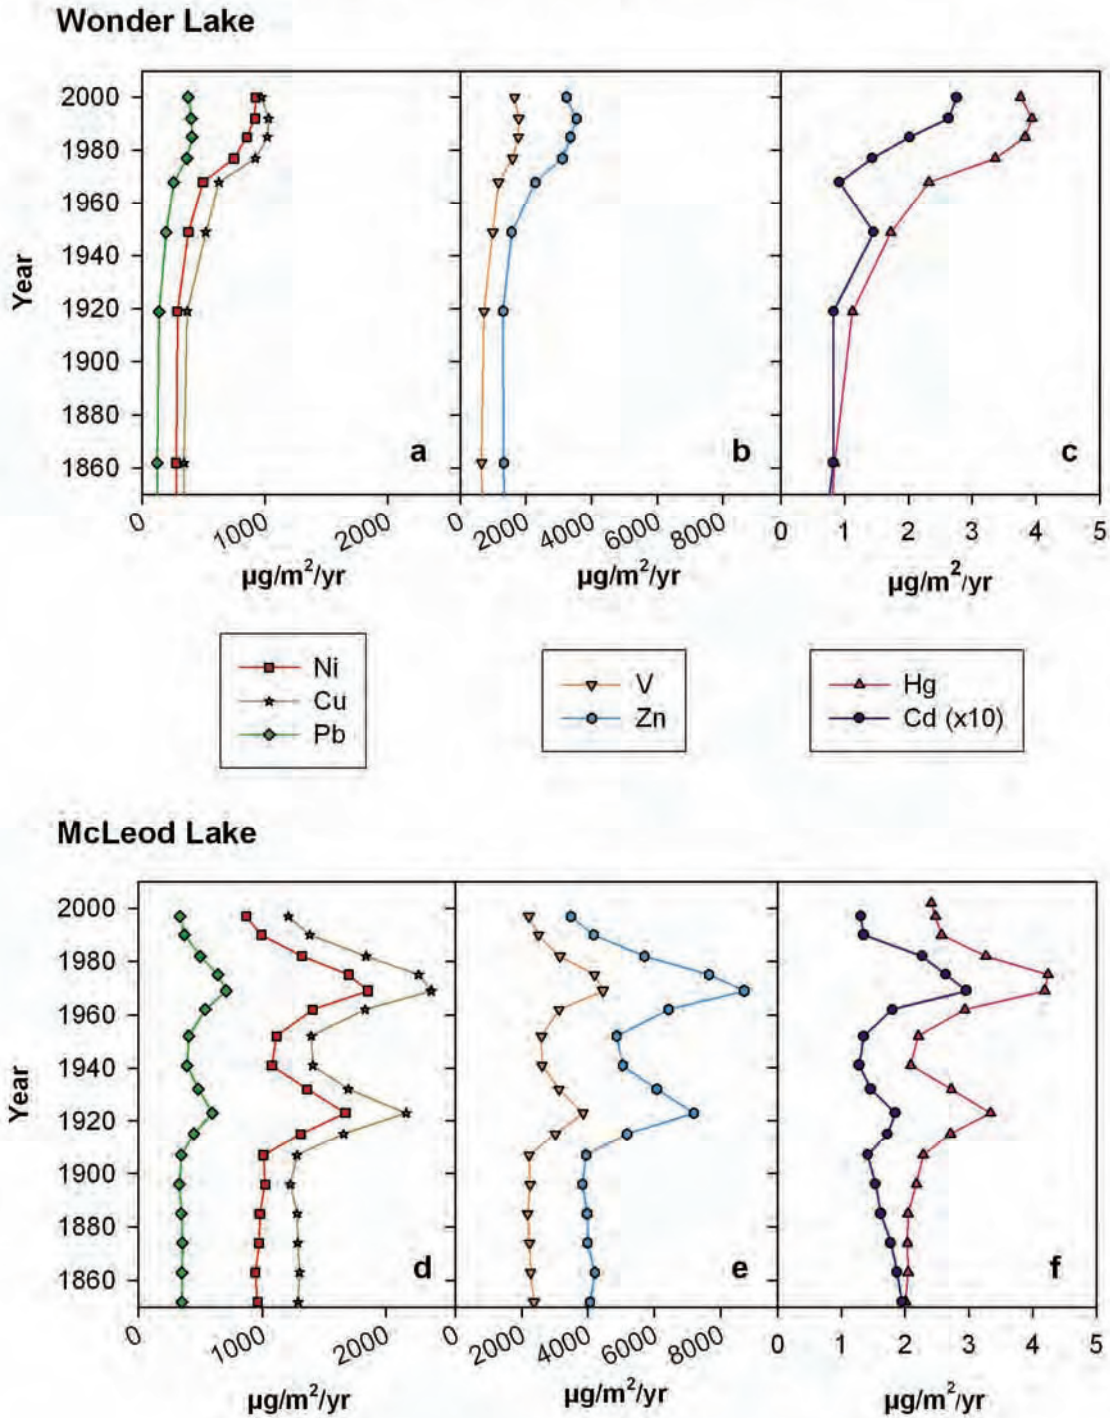 Wonder Lake
2000
1980
1960
1940
1920
1900
1880
1860
Year
a
b
c
0
1000
2000
0
2000
4000
6000
8000
0
1
2
3
4
5
µg/m²/yr
µg/m²/yr
µg/m²/yr
Ni
Cu
Pb
V
Zn
Hg
Cd (x10)
McLeod Lake
2000
1980
1960
1940
1920
1900
1880
1860
Year
d
e
f
0
1000
2000
0
2000
4000
6000
8000
1
2
3
4
5
µg/m²/yr
µg/m²/yr
µg/m²/yr